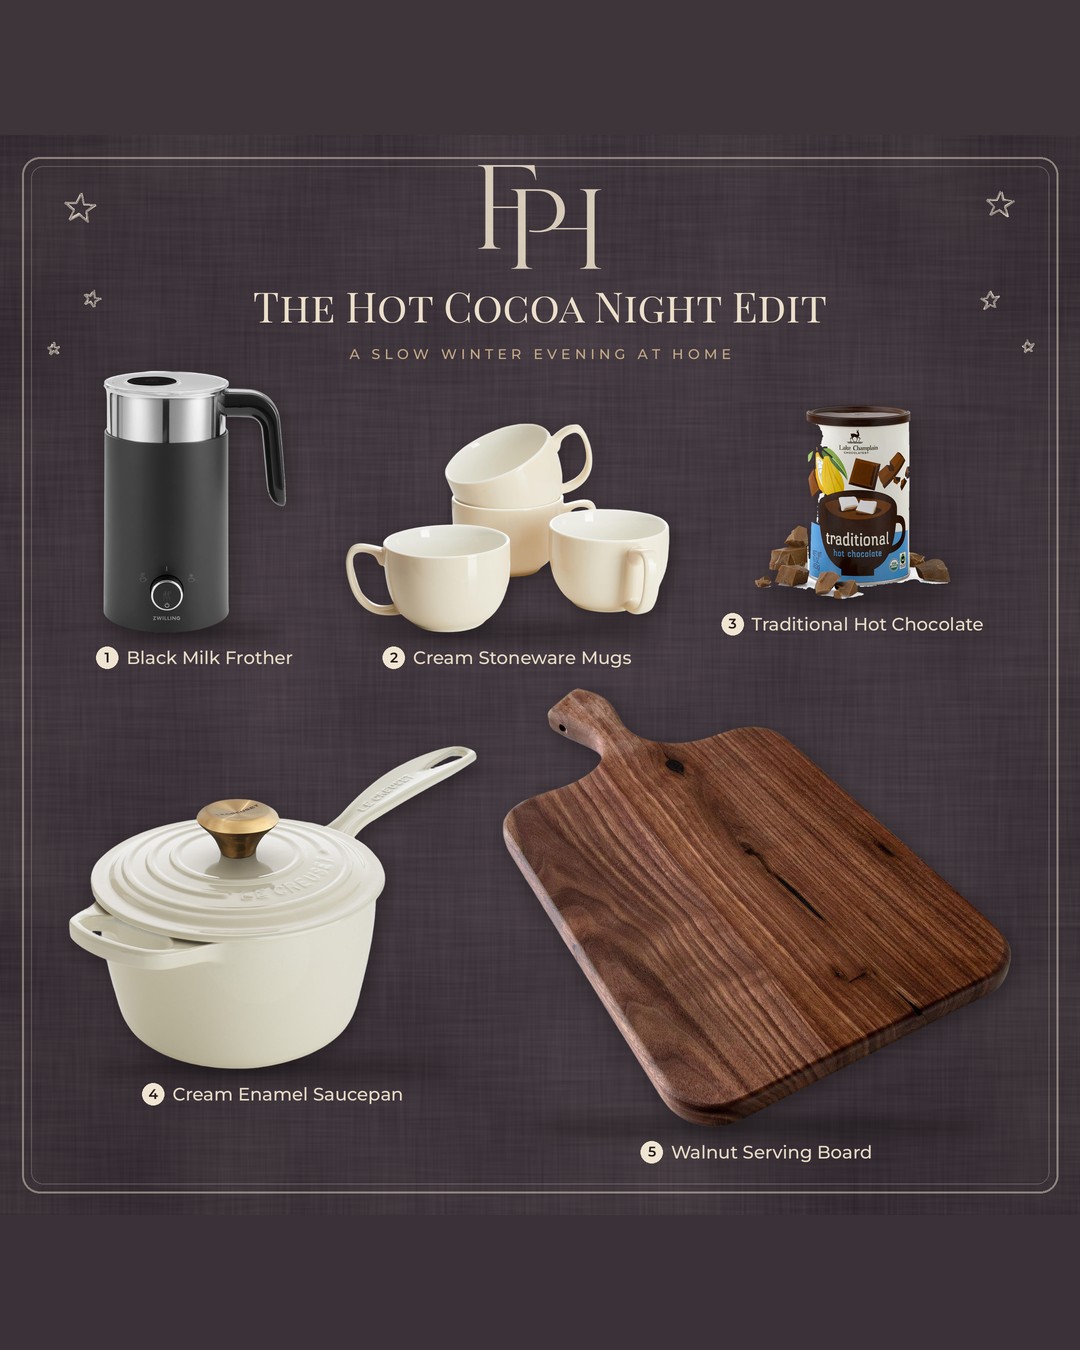 FPH
The Hot Cocoa Night Edit
A SLOW WINTER EVENING AT HOME
ZWILLING
Lake Champlain
CHOCOLATES
traditional
hot chocolate
1 Black Milk Frother
2 Cream Stoneware Mugs
3 Traditional Hot Chocolate
LE CREUSET
LE CREUSET
4 Cream Enamel Saucepan
5 Walnut Serving Board